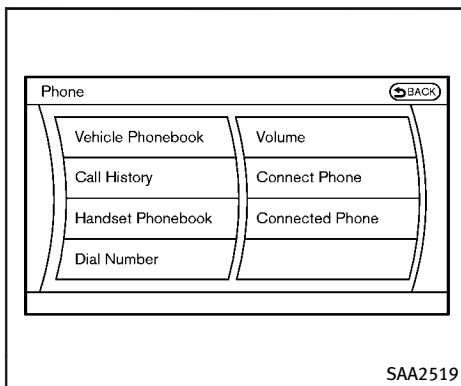 Phone
BACK
Vehicle Phonebook
Call History
Handset Phonebook
Dial Number
Volume
Connect Phone
Connected Phone
SAA2519